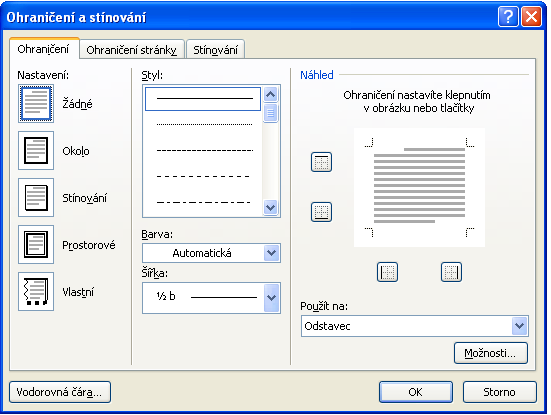 Ohraničení a stínování
Ohraničení
Ohraničení stránky
Stínování
Nastavení:
Žádné
Okolo
Stínování
Prostorové
Vlastní
Styl:
Barva:
Automatická
Šířka:
½ b
Náhled
Ohraničení nastavíte klepnutím
v obrázku nebo tlačítky
Použít na:
Odstavec
Možnosti...
Vodorovná čára...
OK
Storno